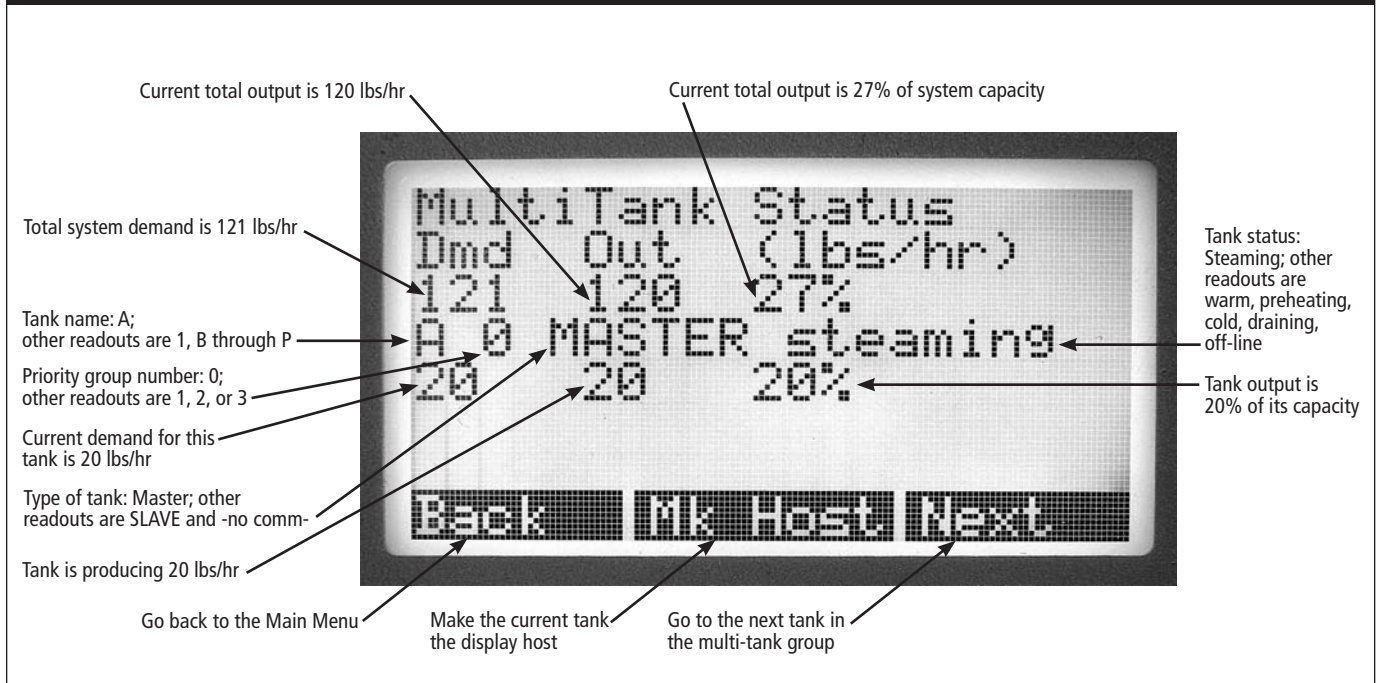 Current total output is 120 lbs/hr
Current total output is 27% of system capacity
Total system demand is 121 lbs/hr
Tank name: A;
other readouts are 1, B through P
Priority group number: 0;
other readouts are 1, 2, or 3
Current demand for this
tank is 20 lbs/hr
Type of tank: Master; other
readouts are SLAVE and -no comm-
Tank is producing 20 lbs/hr
MultiTank Status
Dmd Out (lbs/hr)
121 120 27%
A 0 MASTER steaming
20 20 20%
Back Mk Host Next
Tank status:
Steaming; other
readouts are
warm, preheating,
cold, draining,
off-line
Tank output is
20% of its capacity
Go back to the Main Menu
Make the current tank
the display host
Go to the next tank in
the multi-tank group